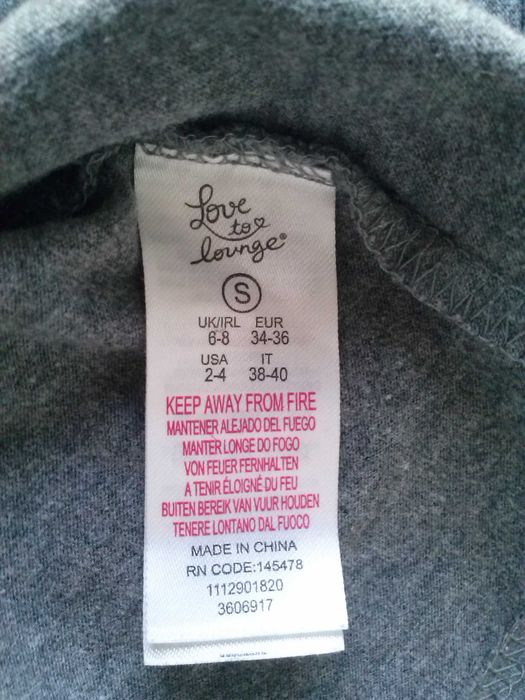 Love
to
lounge®
S
UK/IRL EUR
6-8 34-36
USA IT
2-4 38-40
KEEP AWAY FROM FIRE
MANTENER ALEJADO DEL FUEGO
MANTER LONGE DO FOGO
VON FEUER FERNHALTEN
A TENIR ÉLOIGNÉ DU FEU
BUITEN BEREIK VAN VUUR HOUDEN
TENERE LONTANO DAL FUOCO
MADE IN CHINA
RN CODE:145478
1112901820
3606917